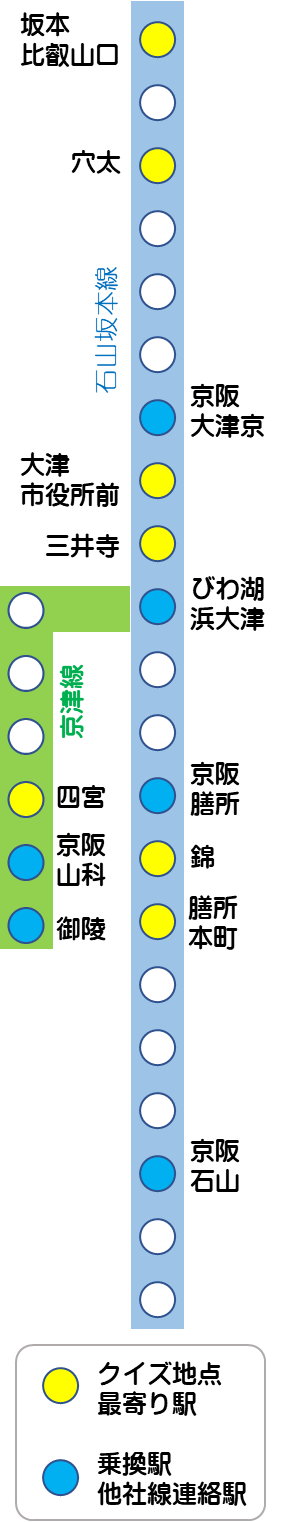 坂本
比叡山口
穴太
石山坂本線
京阪
大津京
大津
市役所前
三井寺
びわ湖
浜大津
京津線
京阪
膳所
四宮
京阪
山科
錦
膳所
本町
御陵
京阪
石山
クイズ地点
最寄り駅
乗換駅
他社線連絡駅